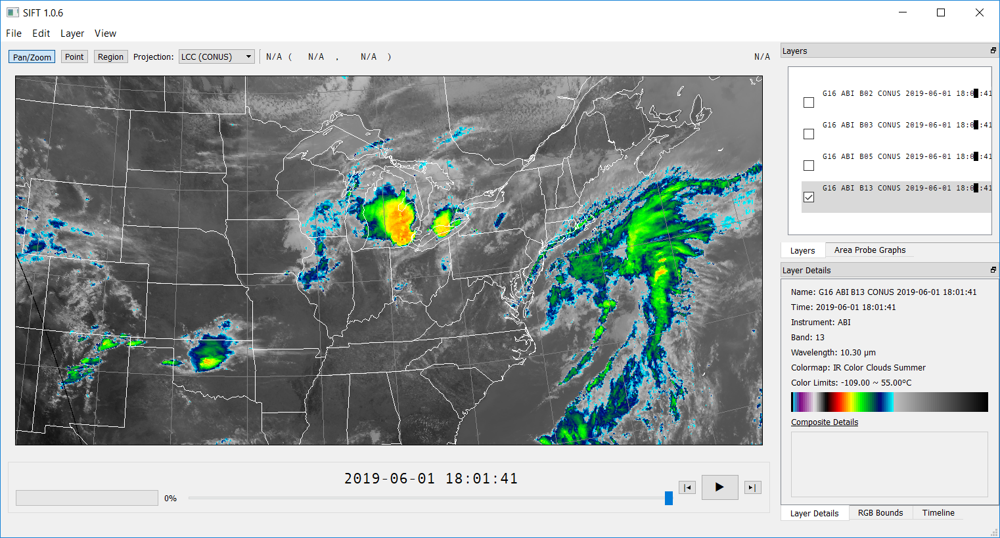 SIFT 1.0.6
File Edit Layer View
Pan/Zoom Point Region Projection: LCC (CONUS) N/A ( N/A , N/A ) N/A
Layers
G16 ABI B02 CONUS 2019-06-01 18:0 :41
G16 ABI B03 CONUS 2019-06-01 18:0 :41
G16 ABI B05 CONUS 2019-06-01 18:0 :41
G16 ABI B13 CONUS 2019-06-01 18:0 :41
Layers Area Probe Graphs
Layer Details
Name: G16 ABI B13 CONUS 2019-06-01 18:01:41
Time: 2019-06-01 18:01:41
Instrument: ABI
Band: 13
Wavelength: 10.30 µm
Colormap: IR Color Clouds Summer
Color Limits: -109.00 ~ 55.00ºC
Composite Details
2019-06-01 18:01:41
0%
Layer Details RGB Bounds Timeline